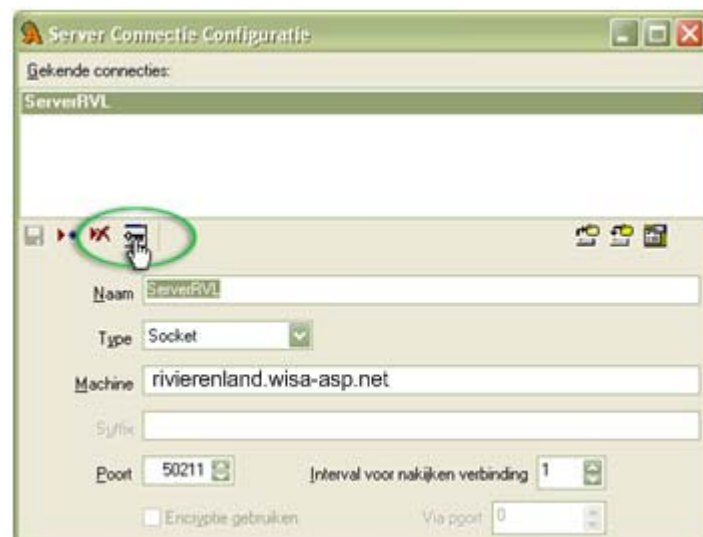 Server Connectie Configuratie
Gekende connecties:
ServerRVL
Naam ServerRVL
Type Socket
Machine rivierenland.wisa-asp.net
Suffix
Poort 50211 Interval voor nakijken verbinding 1
Encryptie gebruiken Via poort 0